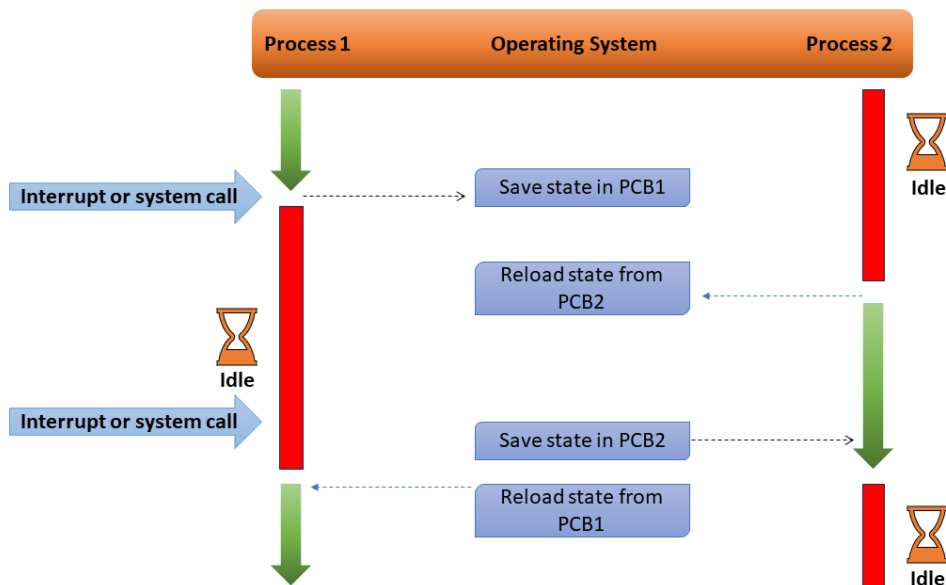 Process 1
Operating System
Process 2
Idle
Interrupt or system call
Save state in PCB1
Reload state from
PCB2
Idle
Interrupt or system call
Save state in PCB2
Reload state from
PCB1
Idle